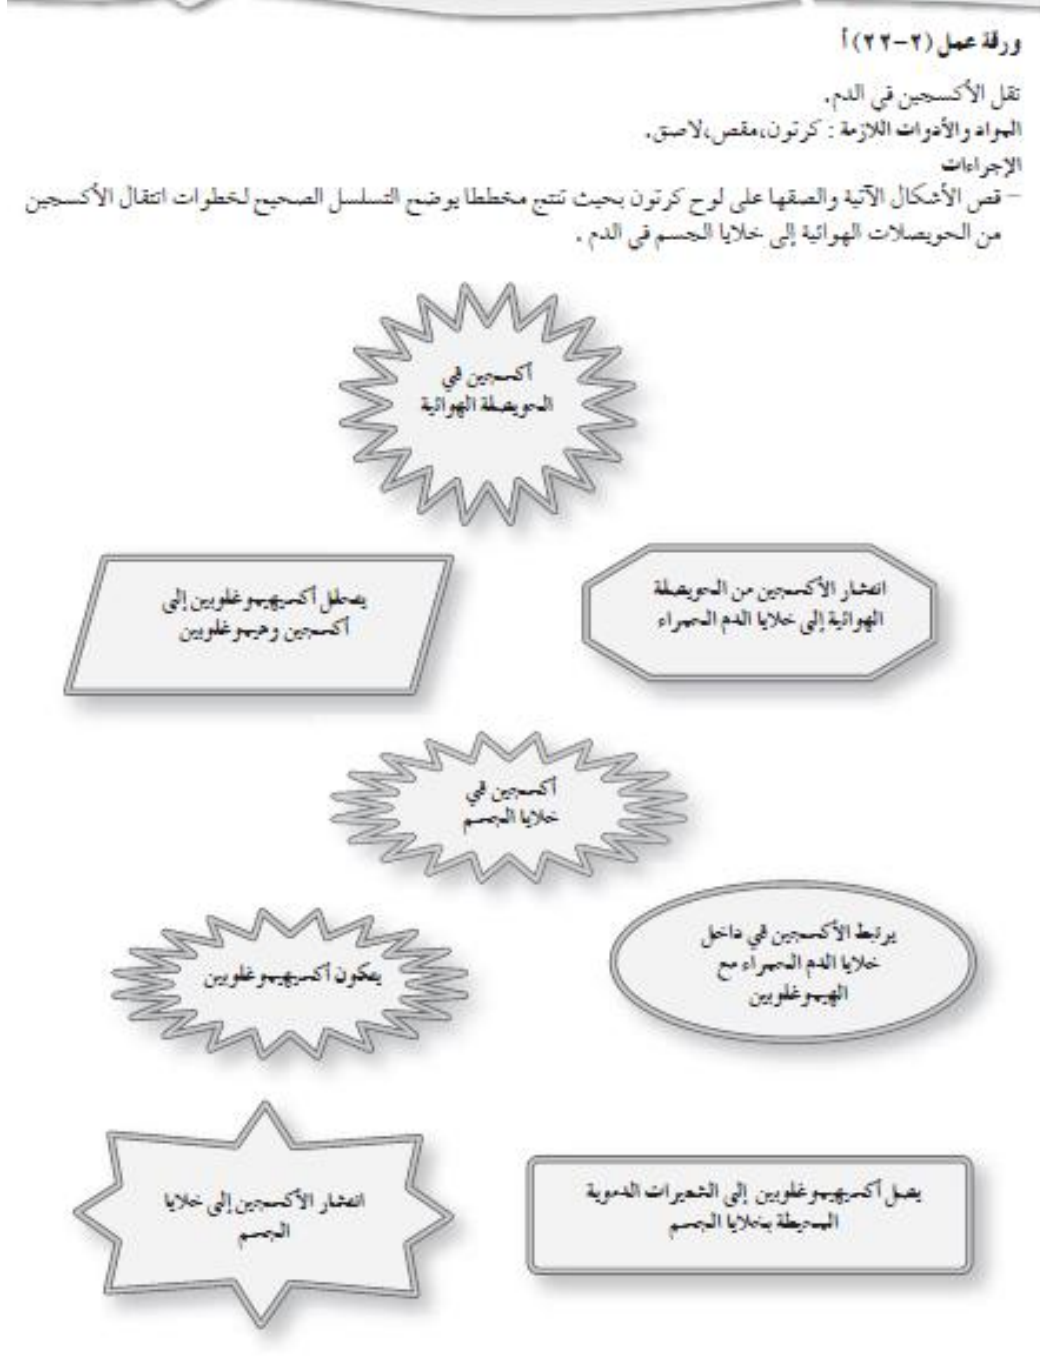 ورقة عمل (٢-٢٢) أ
تقل الأكسجين في الدم.
المواد والأدوات اللازمة : كرتون،مقص،لاصق.
الإجراءات
- قص الأشكال الآتية والصقها على لوح كرتون بحيث تنتج مخططا يوضح التسلسل الصحيح لخطوات انتقال الأكسجين
من الحويصلات الهوائية إلى خلايا الجسم في الدم .
أكسجين في
الحويصلة الهوائية
انتشار الأكسجين من الحويصلة
الهوائية إلى خلايا الدم الحمراء
يتحلل أكسيهيموغلوبين إلى
أكسجين وهيموغلوبين
أكسجين في
خلايا الجسم
يرتبط الأكسجين في داخل
خلايا الدم الحمراء مع
الهيموغلوبين
يتكون أكسيهيموغلوبين
يصل أكسيهيموغلوبين إلى الشعيرات الدموية
المحيطة بخلايا الجسم
انتشار الأكسجين إلى خلايا
الجسم